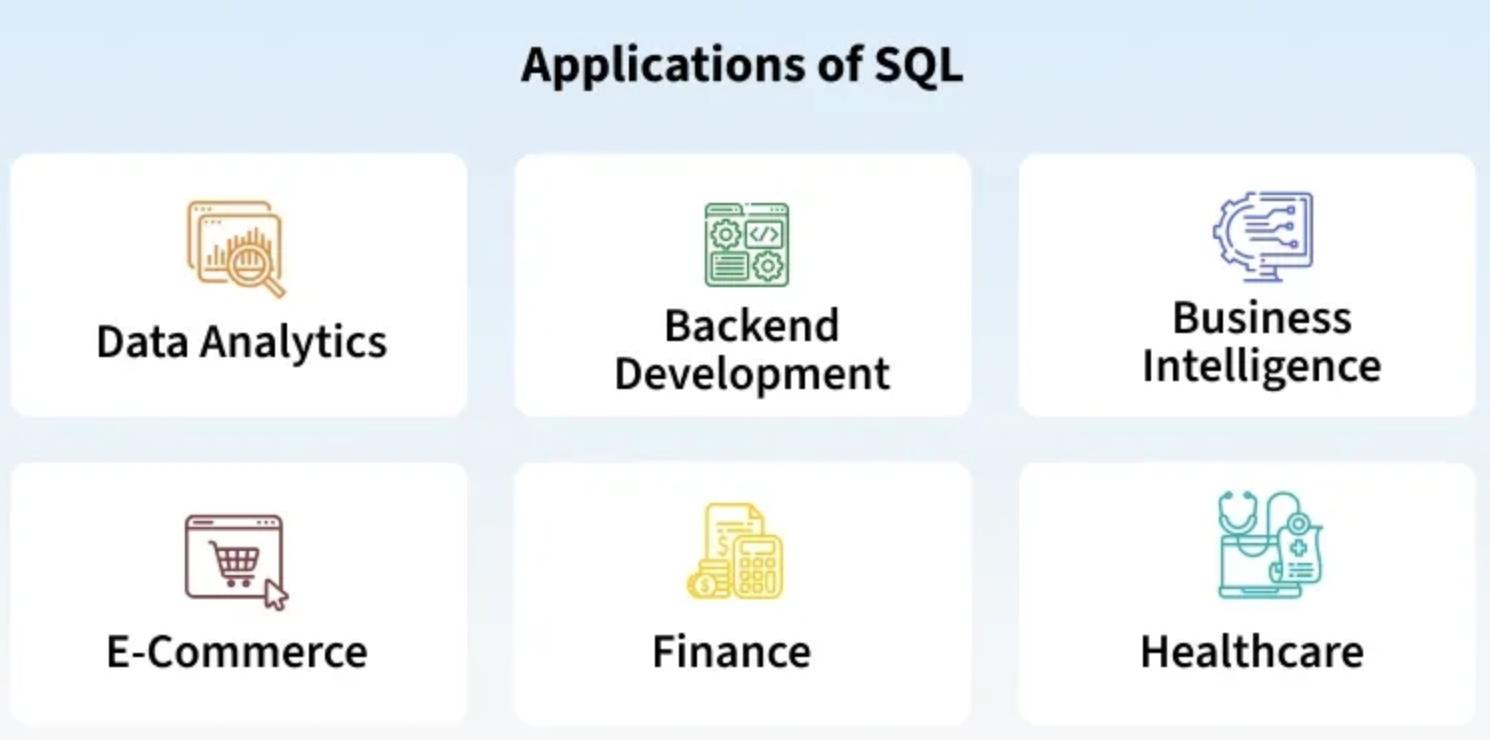 Applications of SQL
Data Analytics
Backend
Development
Business
Intelligence
E-Commerce
Finance
Healthcare